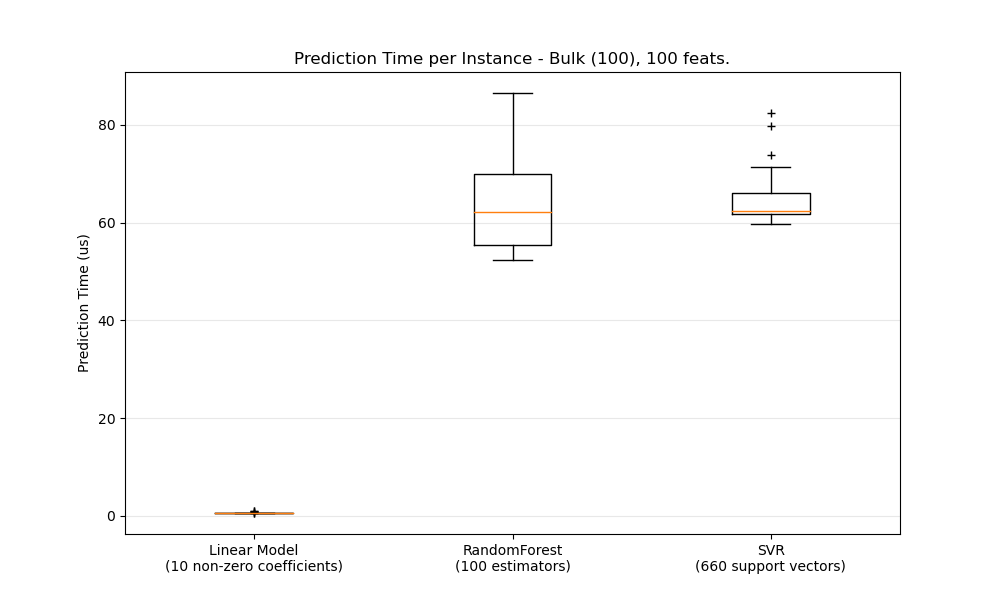 Prediction Time per Instance - Bulk (100), 100 feats.
Prediction Time (us)
80
60
40
20
0
Linear Model
(10 non-zero coefficients)
RandomForest
(100 estimators)
SVR
(660 support vectors)